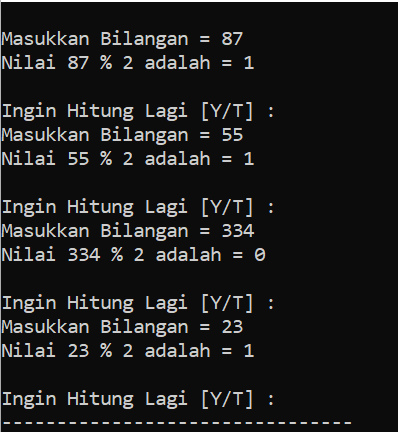 Masukkan Bilangan = 87
Nilai 87 % 2 adalah = 1
Ingin Hitung Lagi [Y/T] :
Masukkan Bilangan = 55
Nilai 55 % 2 adalah = 1
Ingin Hitung Lagi [Y/T] :
Masukkan Bilangan = 334
Nilai 334 % 2 adalah = 0
Ingin Hitung Lagi [Y/T] :
Masukkan Bilangan = 23
Nilai 23 % 2 adalah = 1
Ingin Hitung Lagi [Y/T] :
--------------------------------